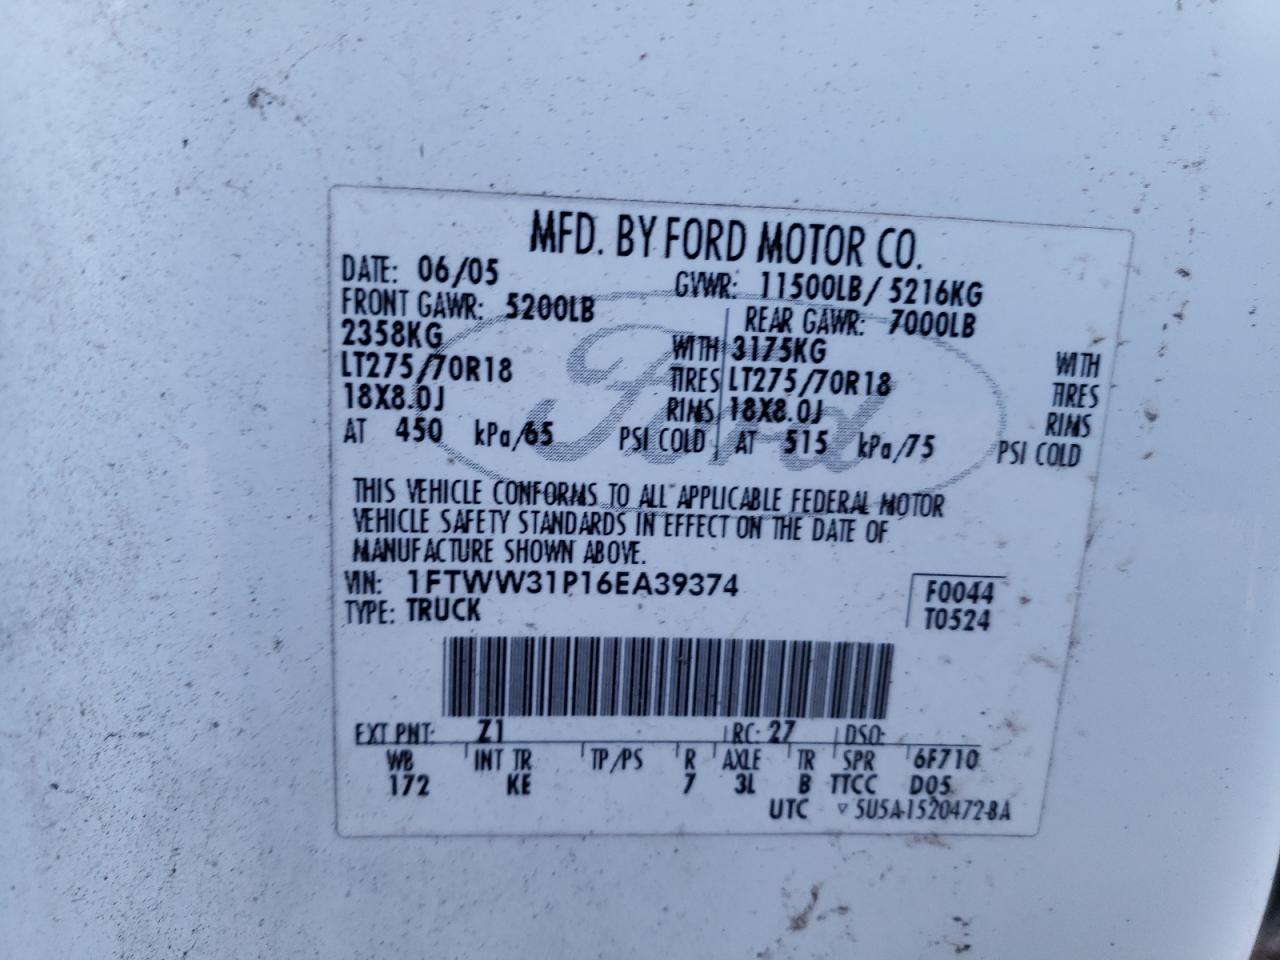 MFD. BY FORD MOTOR CO.
DATE: 06/05 GVWR: 11500LB/ 5216KG
FRONT GAWR: 5200LB REAR GAWR: 7000LB
2358KG WITH 3175KG WITH
LT275/70R18 TIRES LT275/70R18 TIRES
18X8.0J RIMS 18X8.0J RIMS
AT 450 kPa/65 PSI COLD AT 515 kPa/75 PSI COLD
Ford
THIS VEHICLE CONFORMS TO ALL APPLICABLE FEDERAL MOTOR
VEHICLE SAFETY STANDARDS IN EFFECT ON THE DATE OF
MANUFACTURE SHOWN ABOVE.
VIN: 1FTWW31P16EA39374 F0044
TYPE: TRUCK T0524
EXT PNT: Z1 RC: 27 DSO:
WB INT TR TP/PS R AXLE TR SPR 6F710
172 KE 7 3L B TTCC D05
UTC ▽ 5U5A-1520472-BA